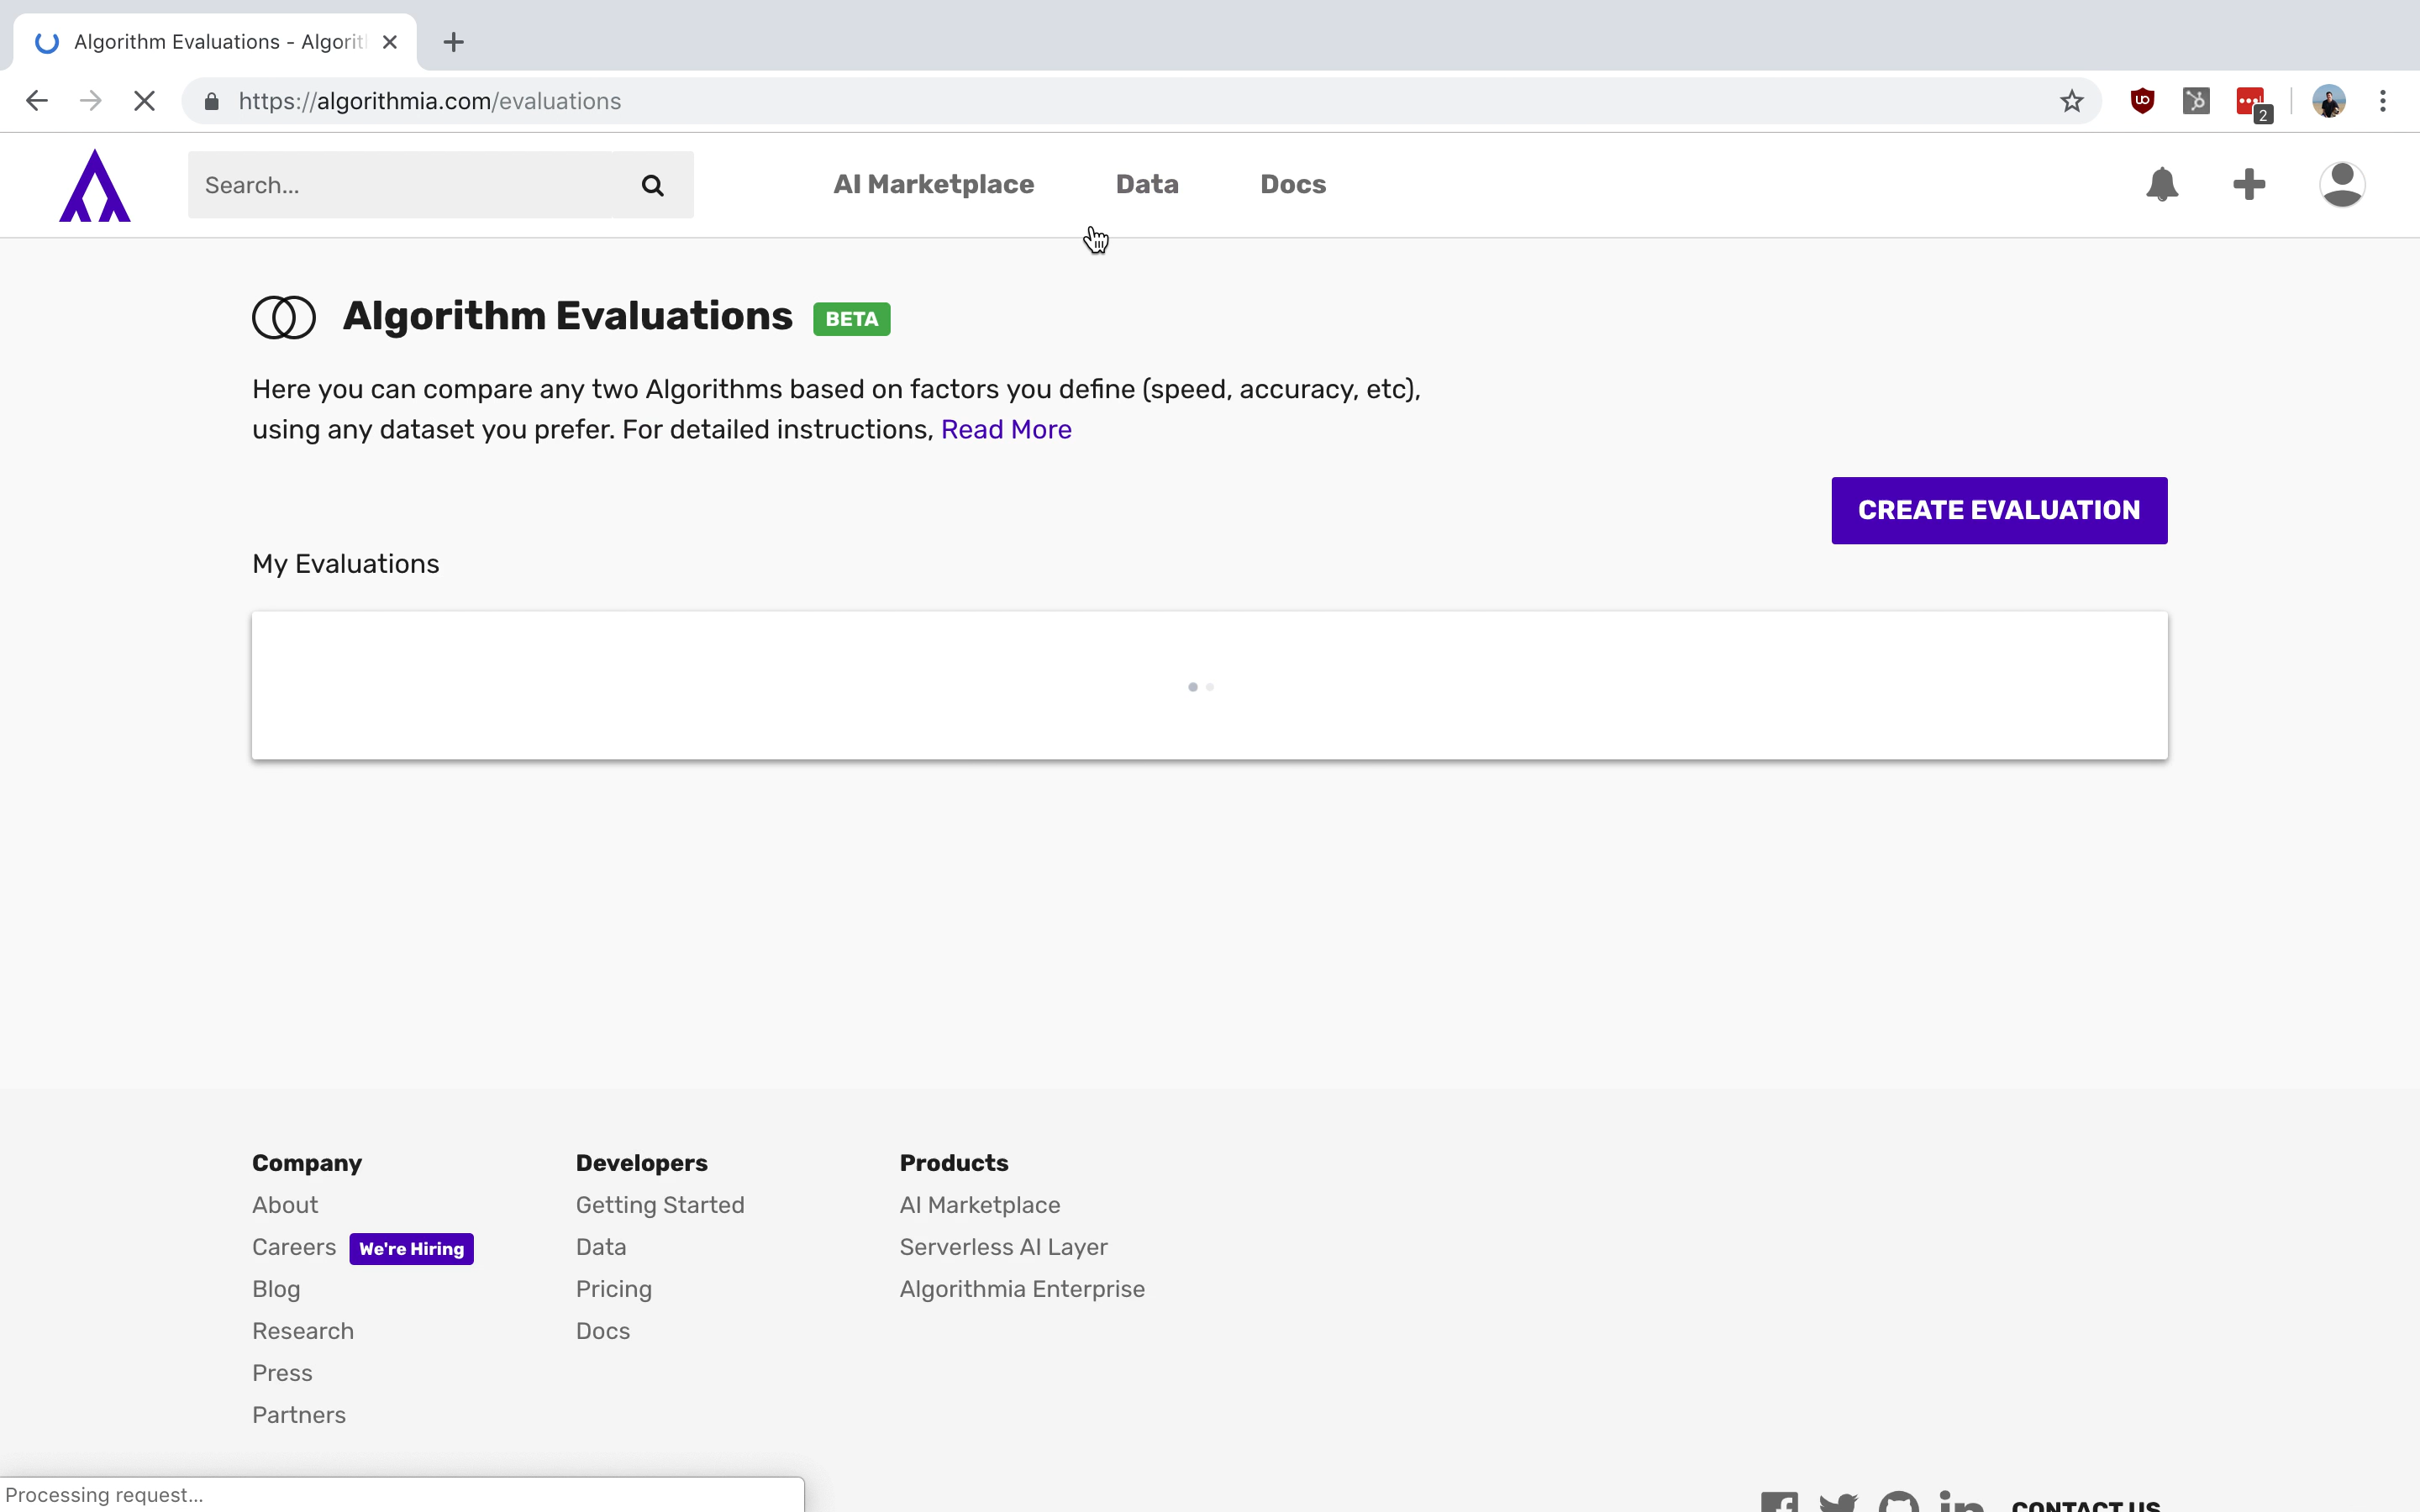 Algorithm Evaluations - Algorit
https://algorithmia.com/evaluations
2
Search...
AI Marketplace
Data
Docs
Algorithm Evaluations
BETA
Here you can compare any two Algorithms based on factors you define (speed, accuracy, etc),
using any dataset you prefer. For detailed instructions, Read More
CREATE EVALUATION
My Evaluations
Company
About
Careers We're Hiring
Blog
Research
Press
Partners
Developers
Getting Started
Data
Pricing
Docs
Products
AI Marketplace
Serverless AI Layer
Algorithmia Enterprise
CONTACT US
Processing request...